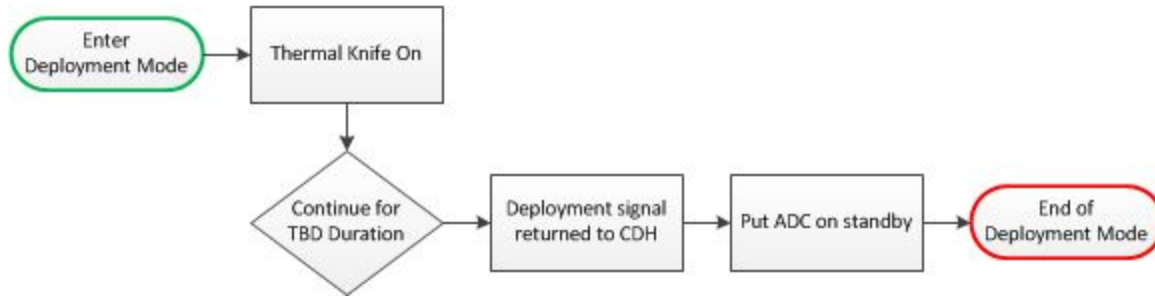 Enter
Deployment Mode
Thermal Knife On
Continue for
TBD Duration
Deployment signal
returned to CDH
Put ADC on standby
End of
Deployment Mode